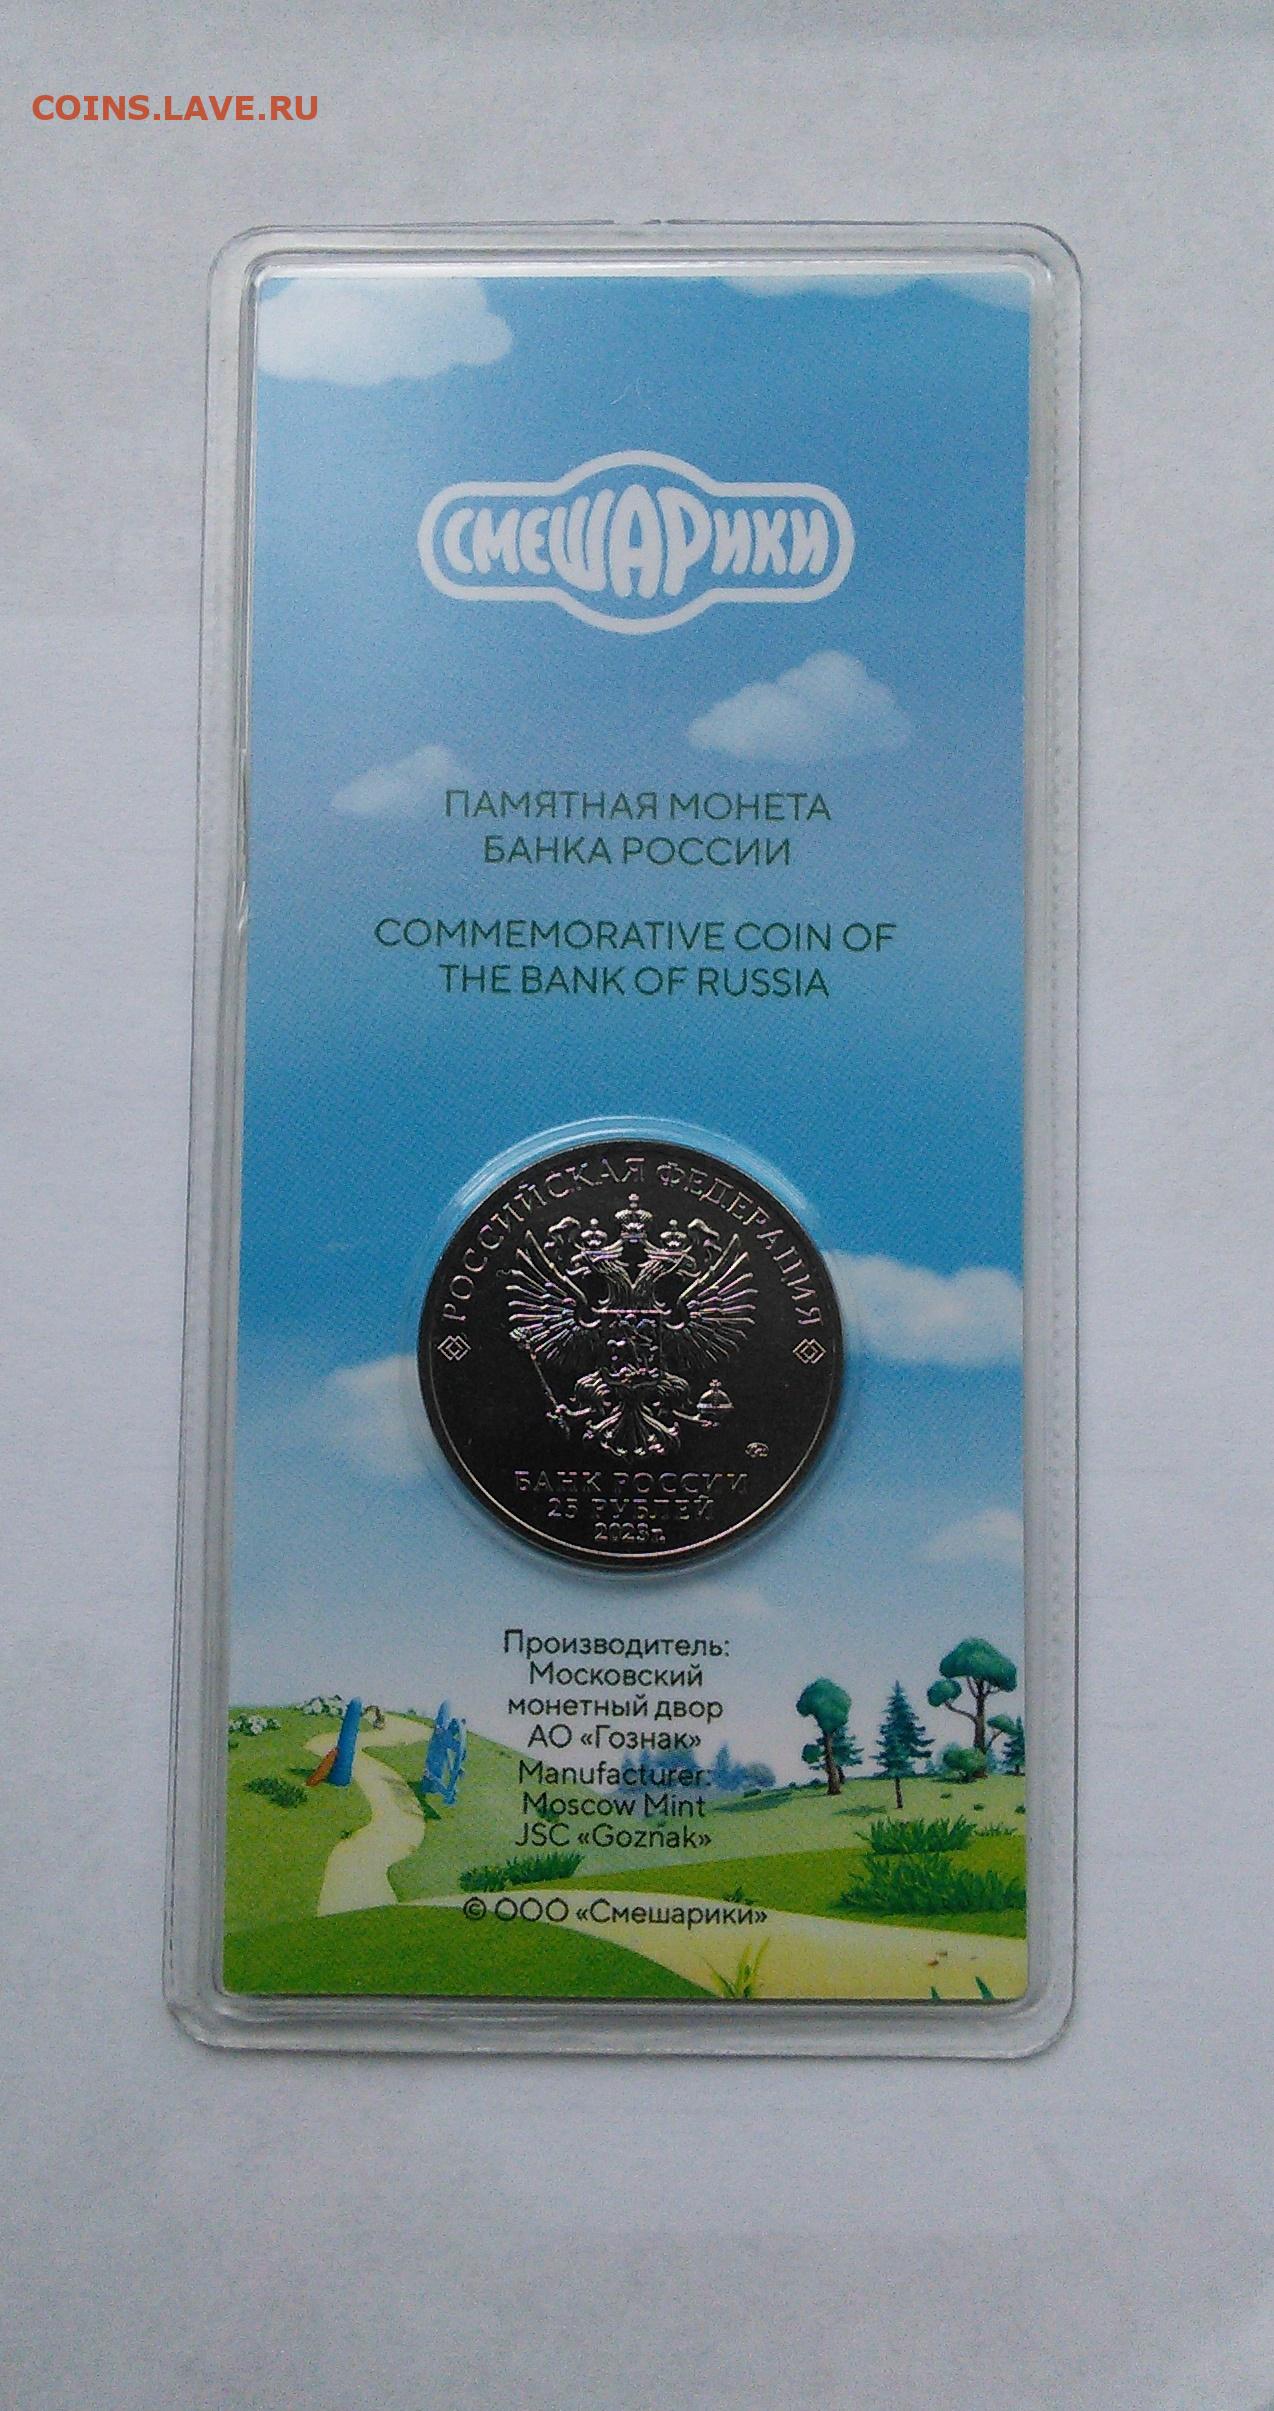 COINS.LAVE.RU
СМЕШАРИКИ
ПАМЯТНАЯ МОНЕТА
БАНКА РОССИИ
COMMEMORATIVE COIN OF
THE BANK OF RUSSIA
РОССИЙСКАЯ ФЕДЕРАЦИЯ
БАНК РОССИИ
25 РУБЛЕЙ
2023г.
Производитель:
Московский
монетный двор
АО «Гознак»
Manufacturer:
Moscow Mint
JSC «Goznak»
© ООО «Смешарики»